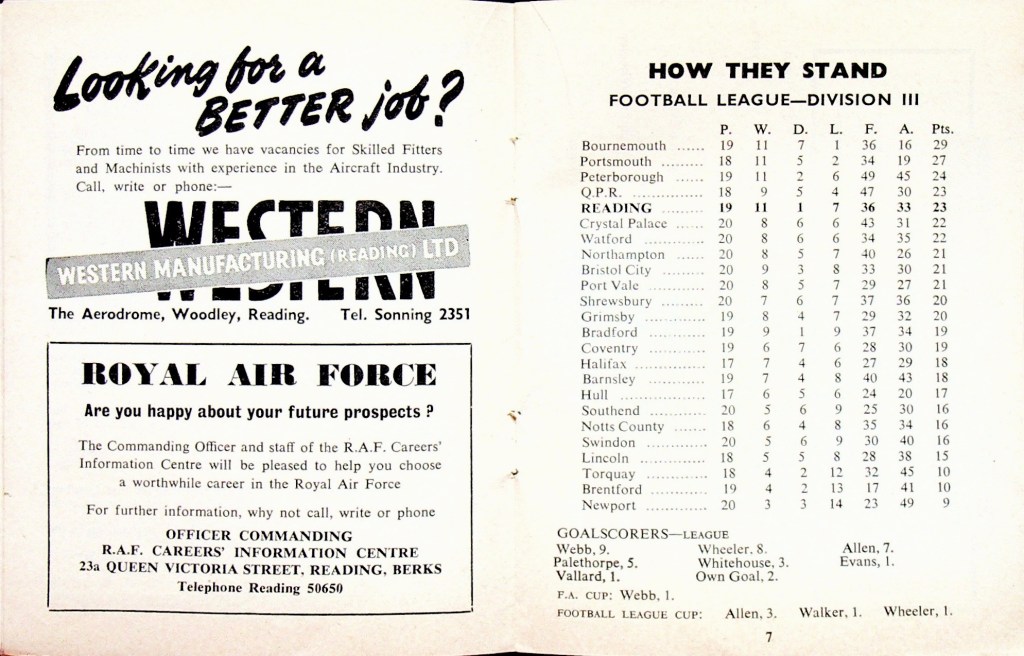 Looking for a
BETTER job?
From time to time we have vacancies for Skilled Fitters
and Machinists with experience in the Aircraft Industry.
Call, write or phone:—
WESTERN
WESTERN MANUFACTURING (READING) LTD
WESTERN
The Aerodrome, Woodley, Reading. Tel. Sonning 2351
ROYAL AIR FORCE
Are you happy about your future prospects ?
The Commanding Officer and staff of the R.A.F. Careers'
Information Centre will be pleased to help you choose
a worthwhile career in the Royal Air Force
For further information, why not call, write or phone
OFFICER COMMANDING
R.A.F. CAREERS' INFORMATION CENTRE
23a QUEEN VICTORIA STREET, READING, BERKS
Telephone Reading 50650
HOW THEY STAND
FOOTBALL LEAGUE—DIVISION III
P. W. D. L. F. A. Pts.
Bournemouth ...... 19 11 7 1 36 16 29
Portsmouth ...... 18 11 5 2 34 19 27
Peterborough ...... 19 11 2 6 49 45 24
Q.P.R. ............ 18 9 5 4 47 30 23
READING ......... 19 11 1 7 36 33 23
Crystal Palace ...... 20 8 6 6 43 31 22
Watford ............ 20 8 6 6 34 35 22
Northampton ...... 20 8 5 7 40 26 21
Bristol City ......... 20 9 3 8 33 30 21
Port Vale ......... 20 8 5 7 29 27 21
Shrewsbury ......... 20 7 6 7 37 36 20
Grimsby ............ 19 8 4 7 29 32 20
Bradford ............ 19 9 1 9 37 34 19
Coventry ............ 19 6 7 6 28 30 19
Halifax ............ 17 7 4 6 27 29 18
Barnsley ............ 19 7 4 8 40 43 18
Hull .................. 17 6 5 6 24 20 17
Southend ............ 20 5 6 9 25 30 16
Notts County ...... 18 6 4 8 35 34 16
Swindon ............ 20 5 6 9 30 40 16
Lincoln ............... 18 5 5 8 28 38 15
Torquay ............ 18 4 2 12 32 45 10
Brentford ............ 19 4 2 13 17 41 10
Newport ............ 20 3 3 14 23 49 9
GOALSCORERS—LEAGUE
Webb, 9. Wheeler, 8. Allen, 7.
Palethorpe, 5. Whitehouse, 3. Evans, 1.
Vallard, 1. Own Goal, 2.
F.A. CUP: Webb, 1.
FOOTBALL LEAGUE CUP: Allen, 3. Walker, 1. Wheeler, 1.
7